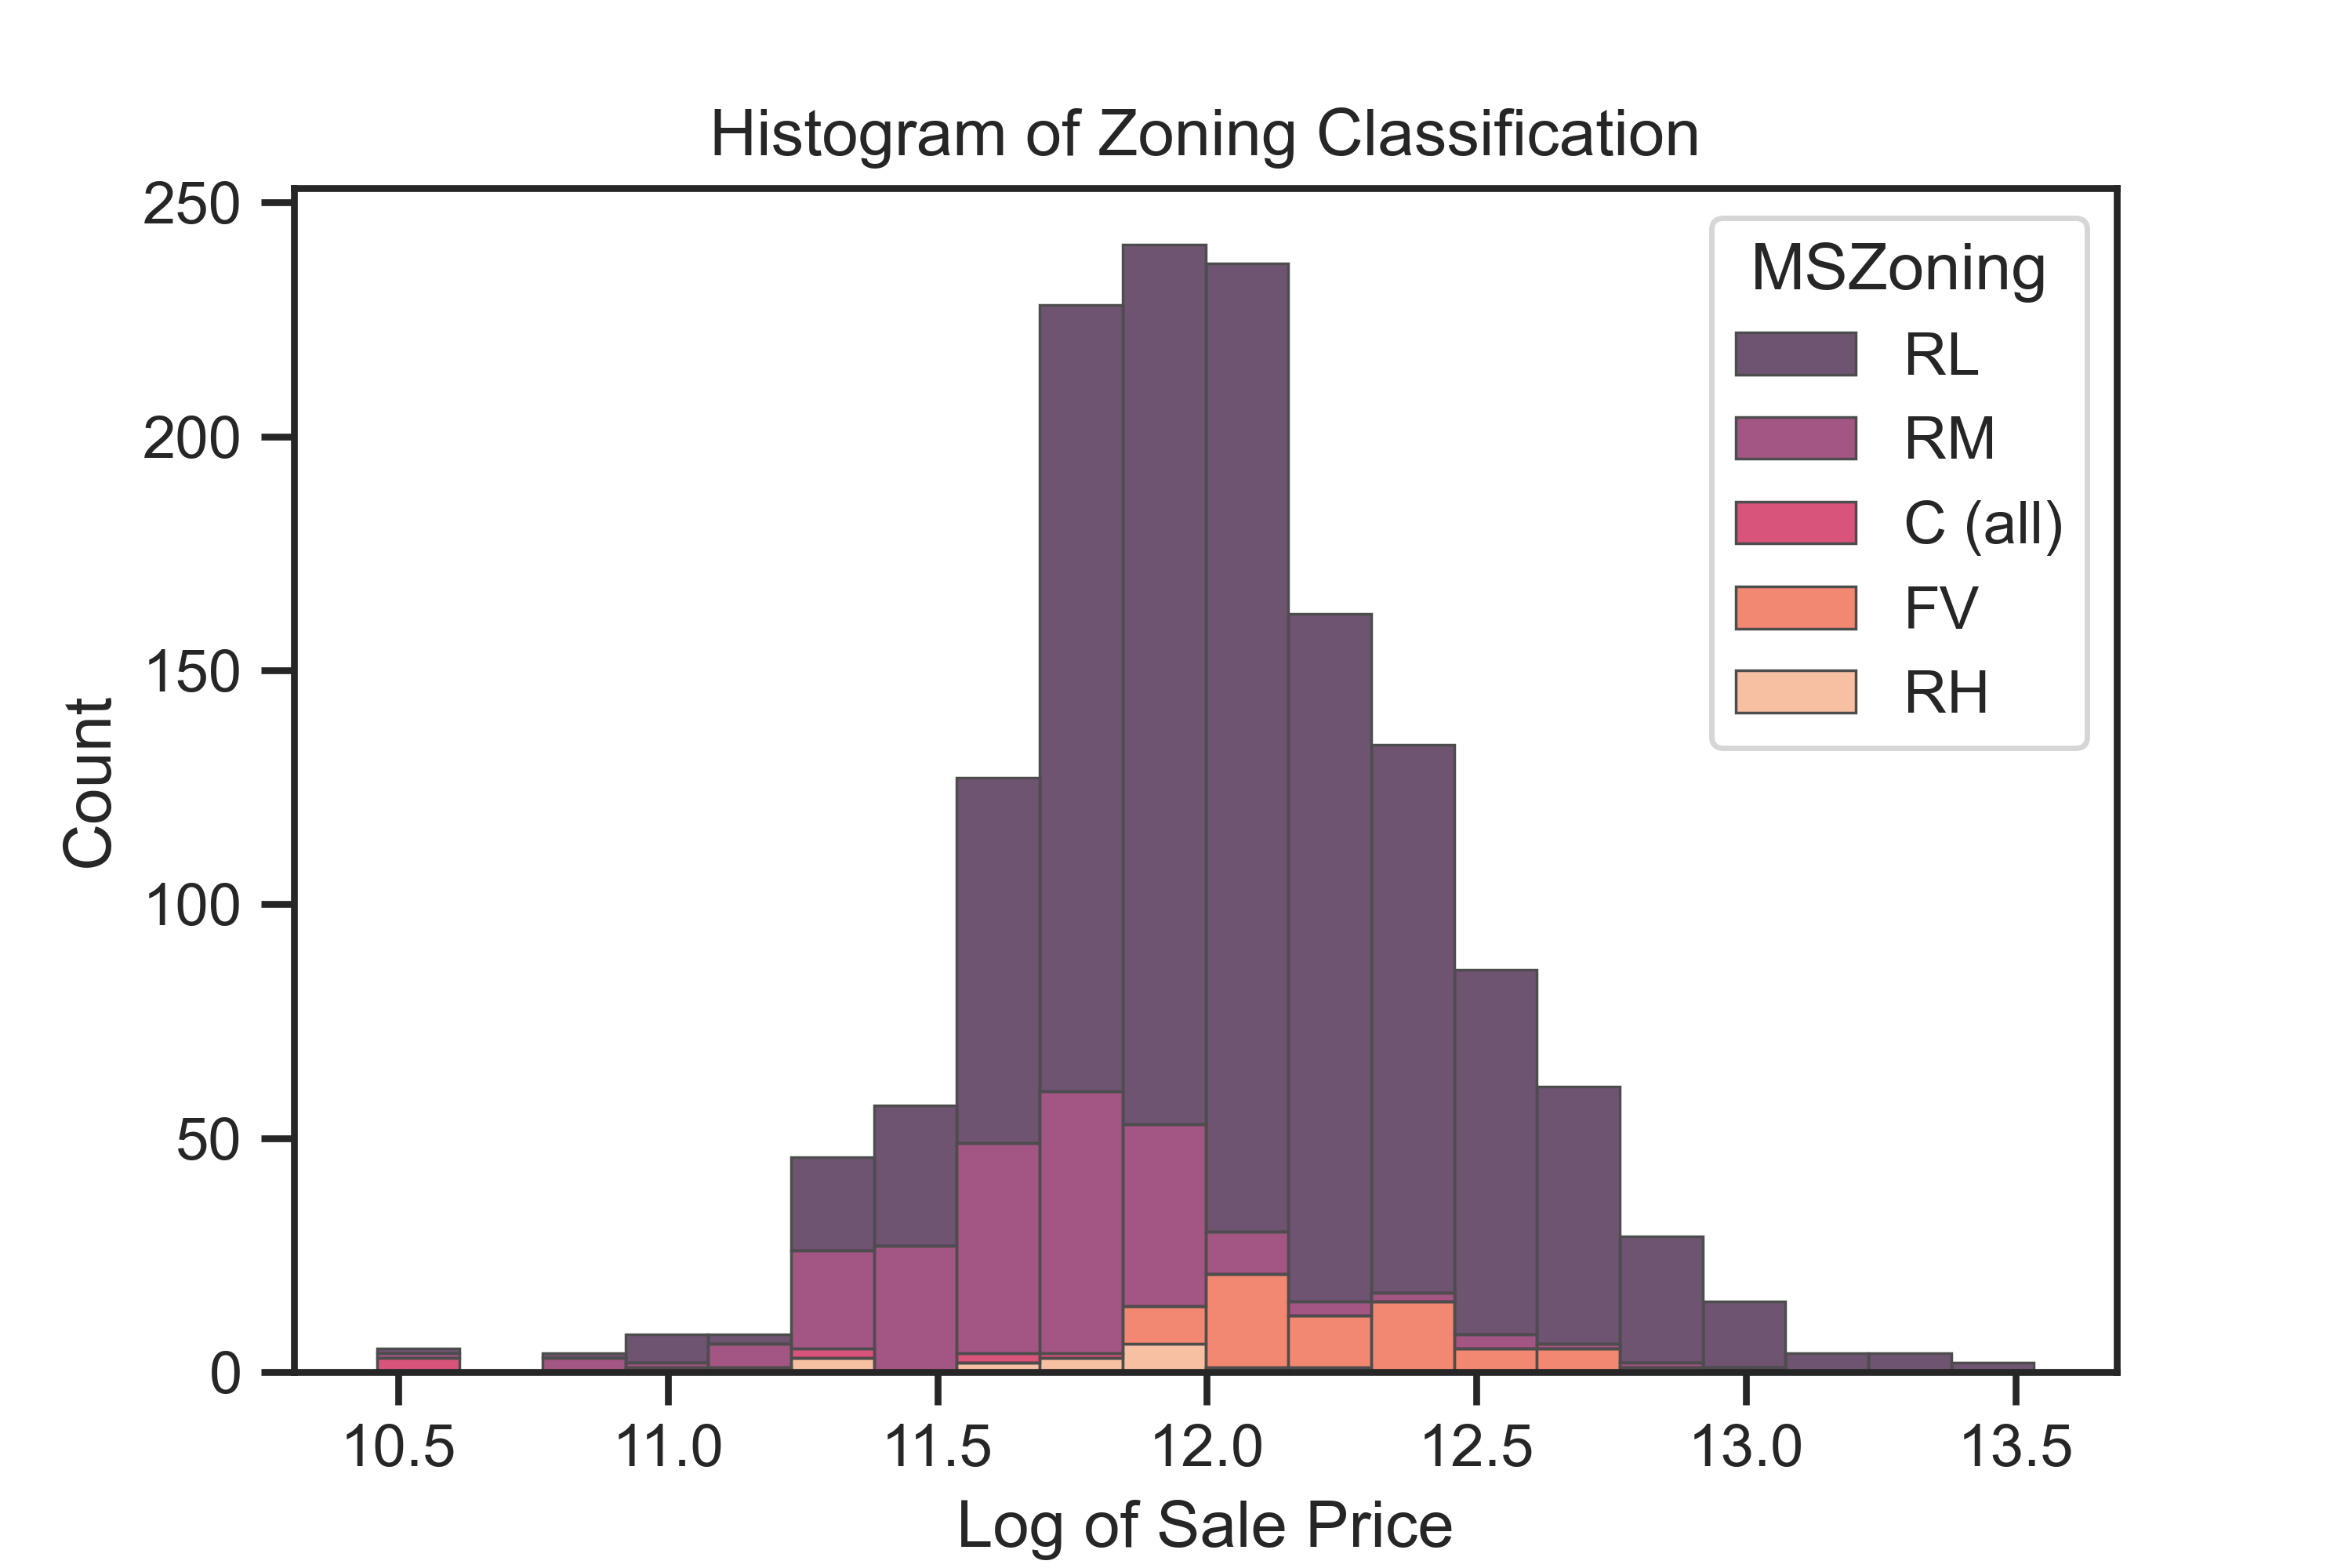 Histogram of Zoning Classification
250
200
150
100
50
0
Count
MSZoning
RL
RM
C (all)
FV
RH
10.5 11.0 11.5 12.0 12.5 13.0 13.5
Log of Sale Price